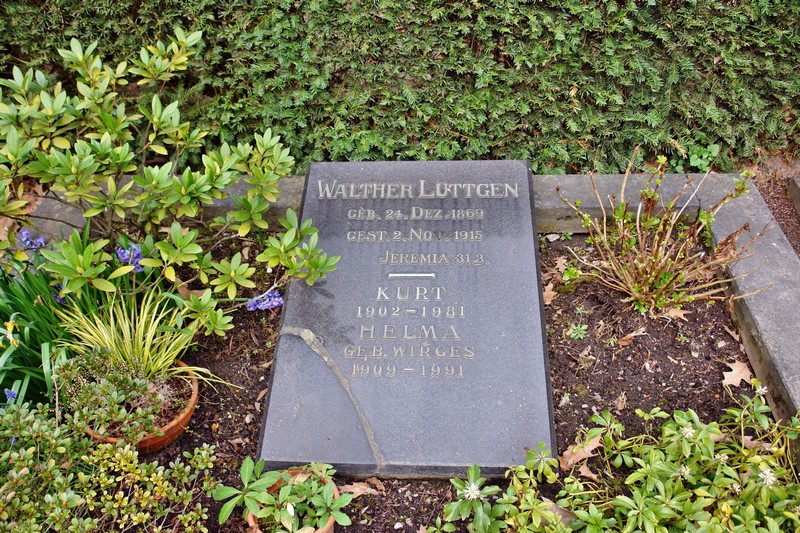 WALTHER LÜTTGEN
GEB. 24. DEZ. 1869
GEST. 2. NOV. 1915
JEREMIA 31.3.
KURT
1902 – 1981
HELMA
GEB. WIRGES
1909 – 1991